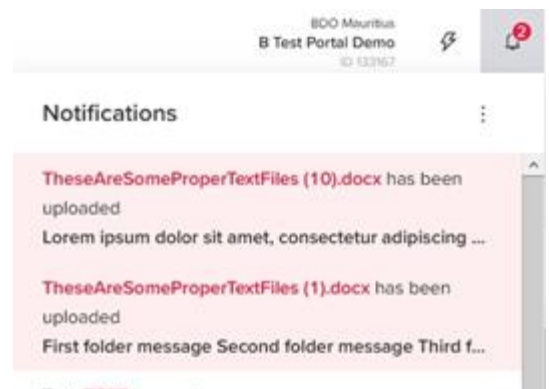 BDO Mauritius
B Test Portal Demo
ID 133167
2
Notifications
TheseAreSomeProperTextFiles (10).docx has been
uploaded
Lorem ipsum dolor sit amet, consectetur adipiscing ...
TheseAreSomeProperTextFiles (1).docx has been
uploaded
First folder message Second folder message Third f...